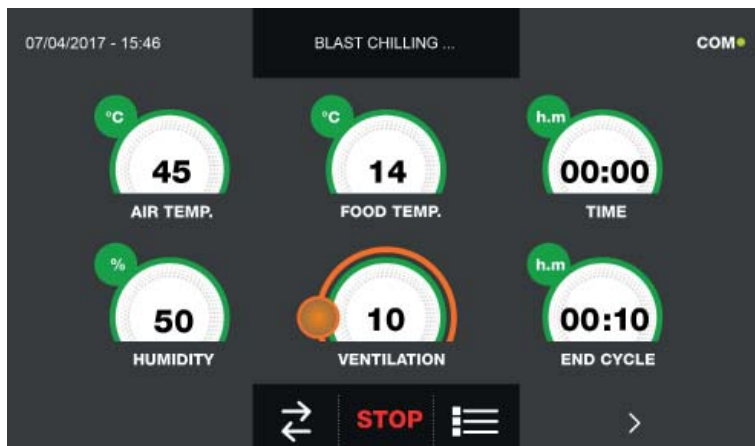 07/04/2017 - 15:46
BLAST CHILLING ...
COM
°C
45
AIR TEMP.
°C
14
FOOD TEMP.
h.m
00:00
TIME
%
50
HUMIDITY
10
VENTILATION
h.m
00:10
END CYCLE
STOP